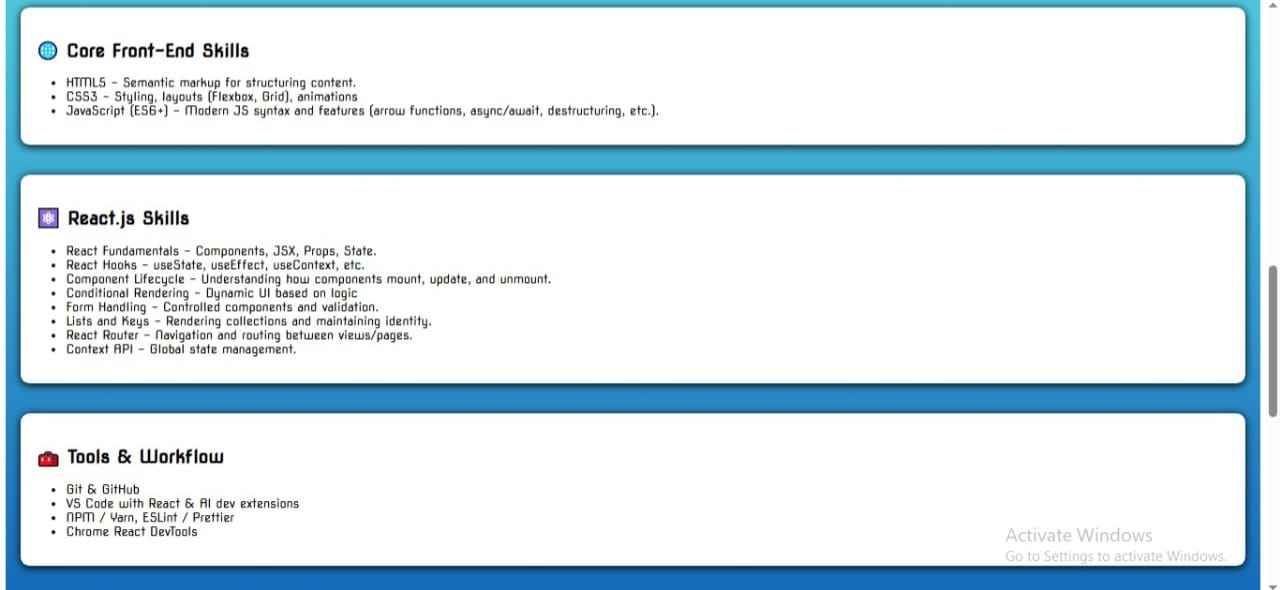 Core Front-End Skills
HTML5 - Semantic markup for structuring content.
CSS3 - Styling, layouts (Flexbox, Grid), animations
JavaScript (ES6+) - Modern JS syntax and features (arrow functions, async/await, destructuring, etc.).
React.js Skills
React Fundamentals - Components, JSX, Props, State.
React Hooks - useState, useEffect, useContext, etc.
Component Lifecycle - Understanding how components mount, update, and unmount.
Conditional Rendering - Dynamic UI based on logic
Form Handling - Controlled components and validation.
Lists and Keys - Rendering collections and maintaining identity.
React Router - Navigation and routing between views/pages.
Context API - Global state management.
Tools & Workflow
Git & GitHub
VS Code with React & AI dev extensions
NPM / Yarn, ESLint / Prettier
Chrome React DevTools
Activate Windows
Go to Settings to activate Windows.